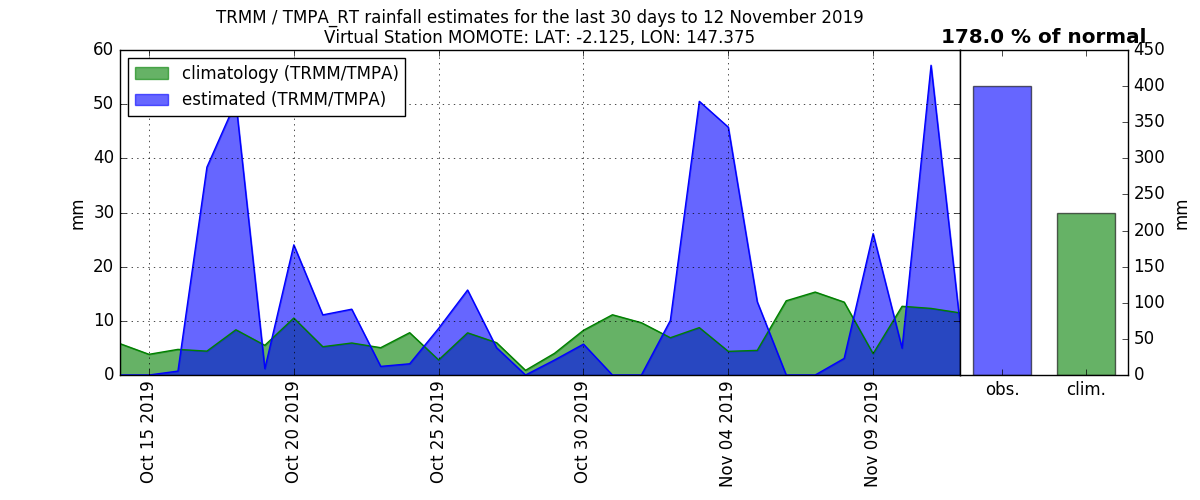 TRMM / TMPA_RT rainfall estimates for the last 30 days to 12 November 2019
Virtual Station MOMOTE: LAT: -2.125, LON: 147.375
178.0 % of normal
climatology (TRMM/TMPA)
estimated (TRMM/TMPA)
60
50
40
30
20
10
0
mm
450
400
350
300
250
200
150
100
50
0
mm
obs.
clim.
Oct 15 2019
Oct 20 2019
Oct 25 2019
Oct 30 2019
Nov 04 2019
Nov 09 2019